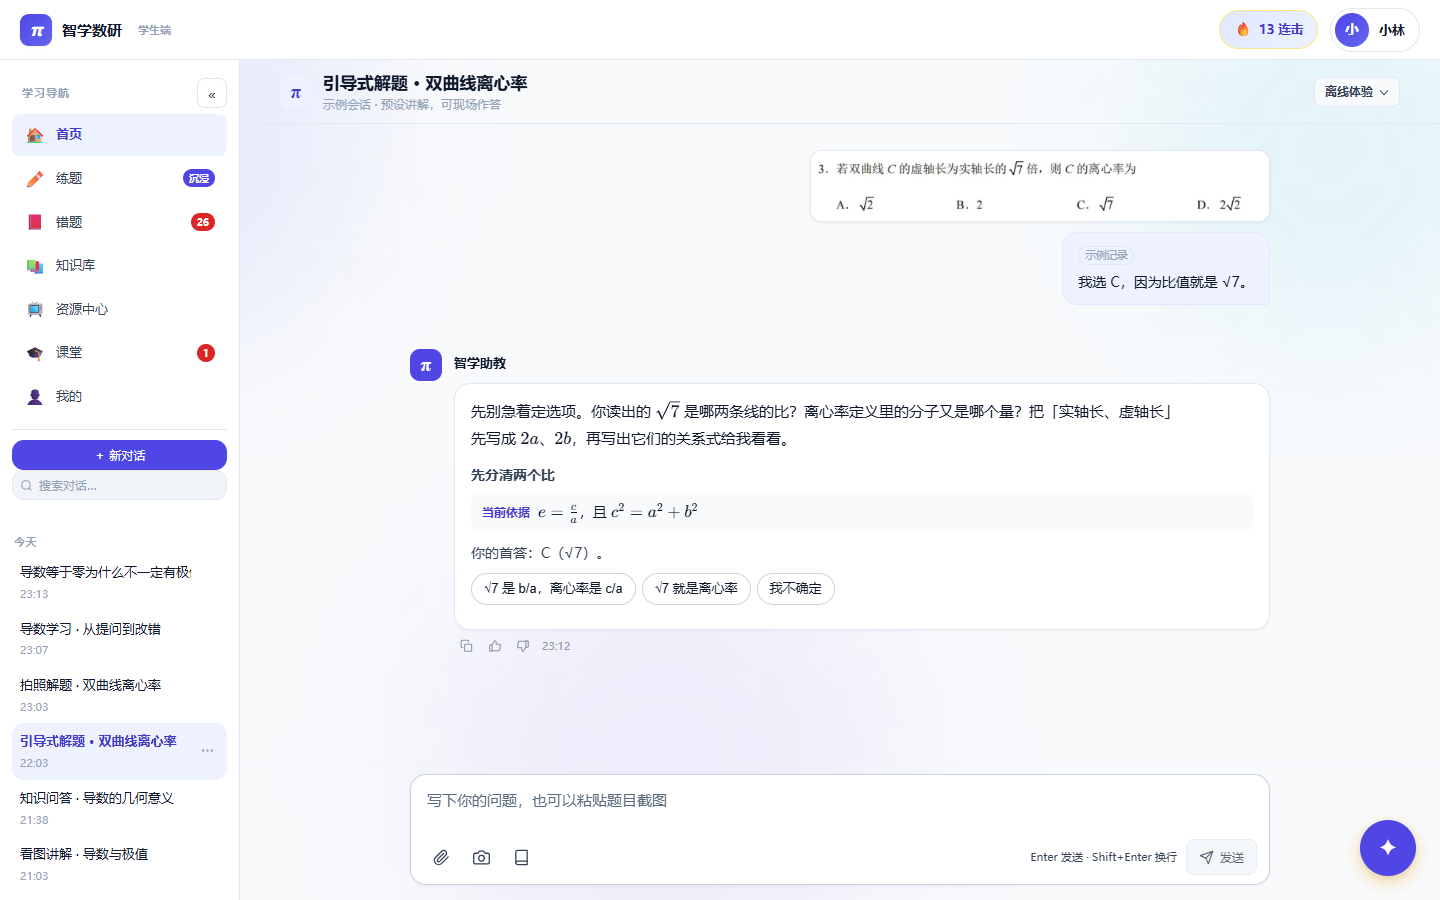 π 智学数研 学生端
13 连击
小 小林
学习导航 «
首页
练题 沉浸
错题 26
知识库
资源中心
课堂 1
我的
+ 新对话
搜索对话...
今天
导数等于零为什么不一定有极
23:13
导数学习 · 从提问到改错
23:07
拍照解题 · 双曲线离心率
23:03
引导式解题 • 双曲线离心率 ...
22:03
知识问答 · 导数的几何意义
21:38
看图讲解 · 导数与极值
21:03
π 引导式解题 • 双曲线离心率
示例会话 · 预设讲解，可现场作答
离线体验
3. 若双曲线 C 的虚轴长为实轴长的 √7 倍，则 C 的离心率为
A. √2 B. 2 C. √7 D. 2√2
示例记录
我选 C，因为比值就是 √7。
π 智学助教
先别急着定选项。你读出的 √7 是哪两条线的比？离心率定义里的分子又是哪个量？把「实轴长、虚轴长」
先写成 2a、2b，再写出它们的关系式给我看看。
先分清两个比
当前依据 e = c/a，且 c² = a² + b²
你的首答：C（√7）。
√7 是 b/a，离心率是 c/a √7 就是离心率 我不确定
23:12
写下你的问题，也可以粘贴题目截图
Enter 发送 · Shift+Enter 换行 发送